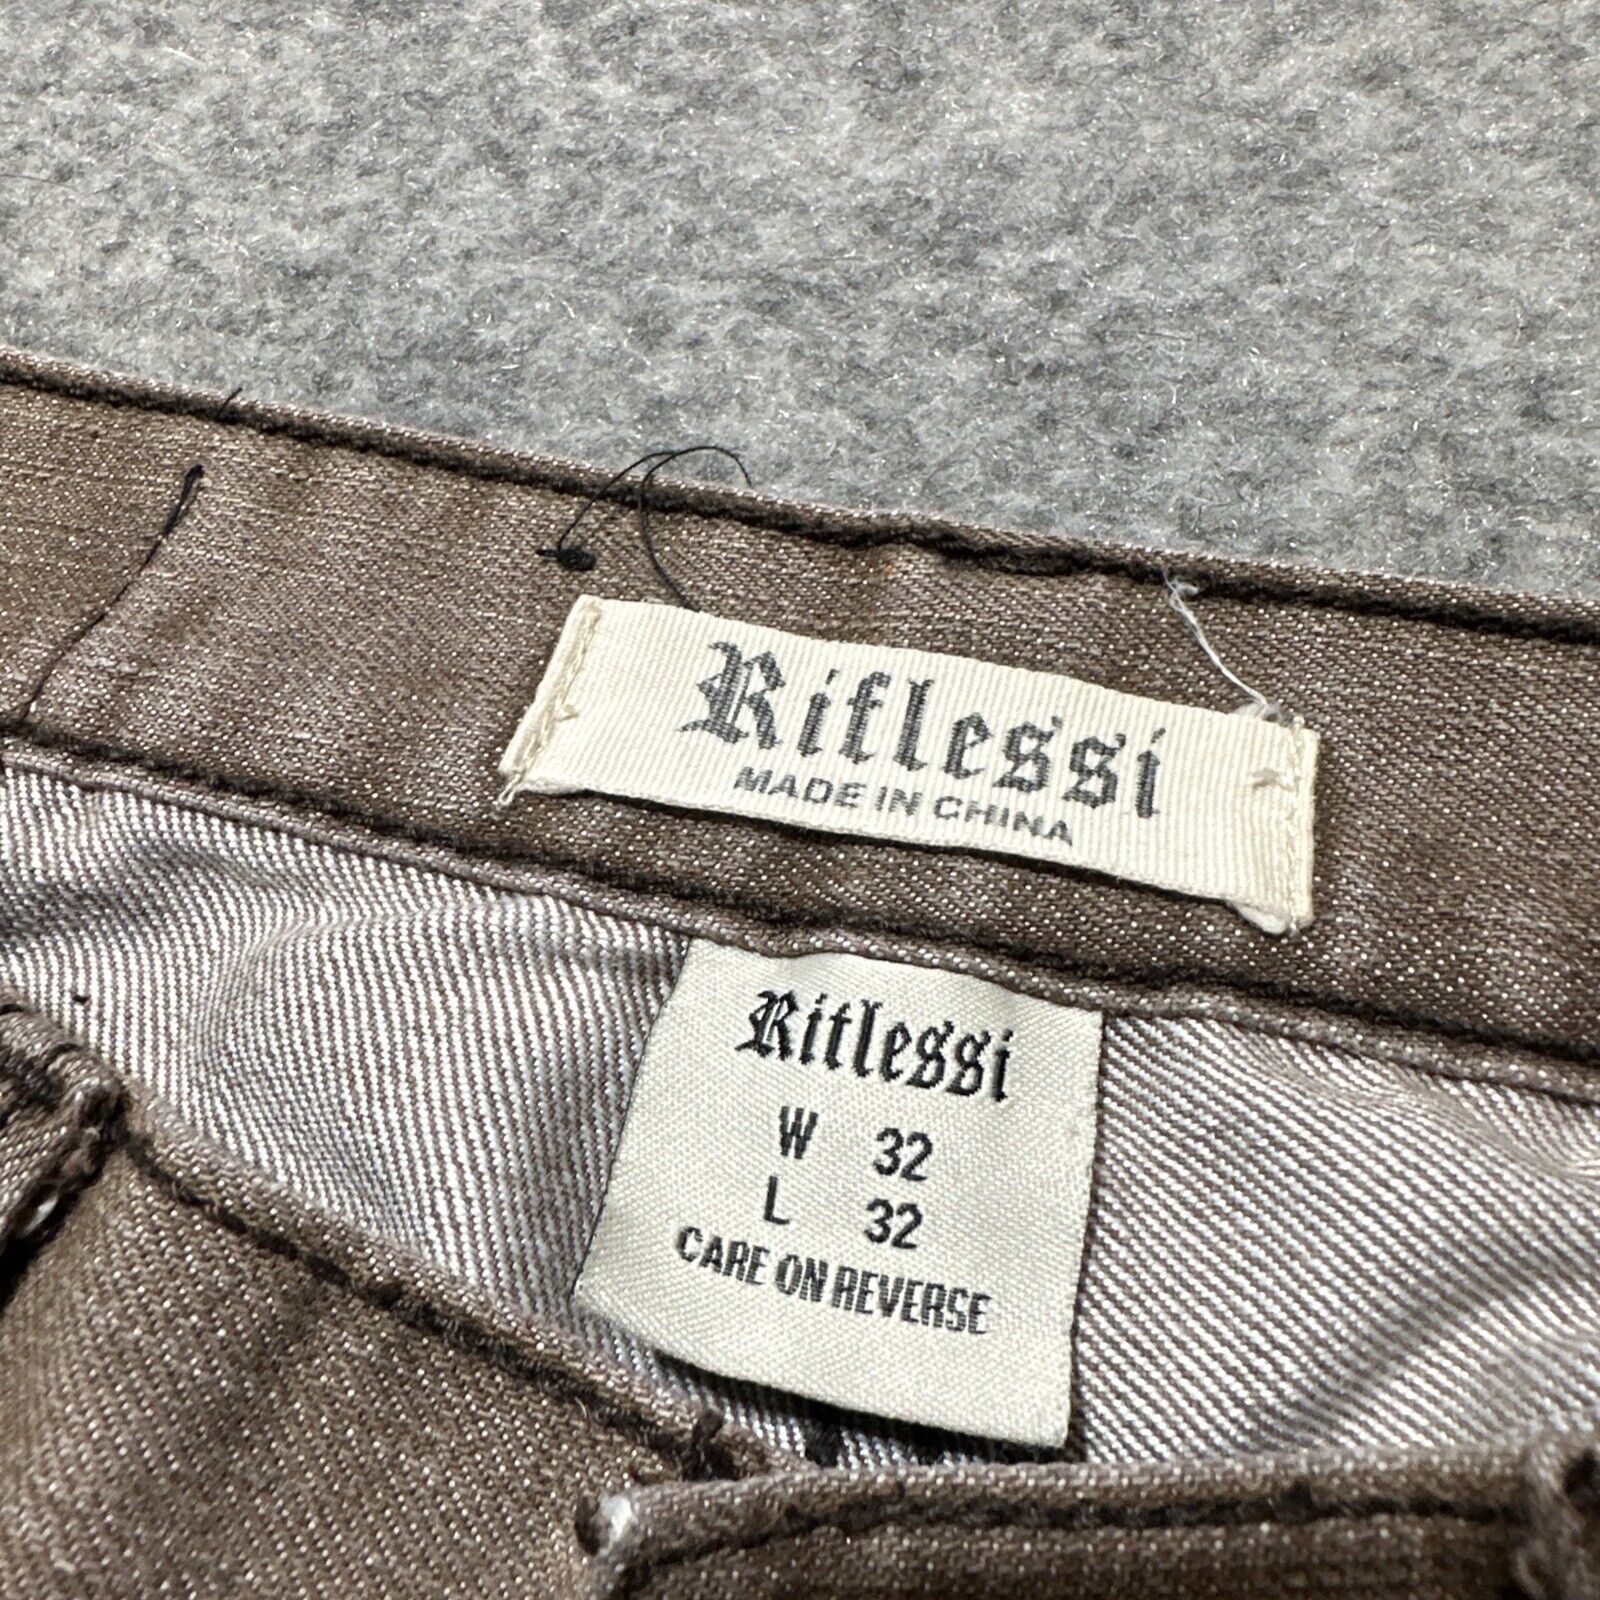 Riflessi
MADE IN CHINA
Riflessi
W 32
L 32
CARE ON REVERSE